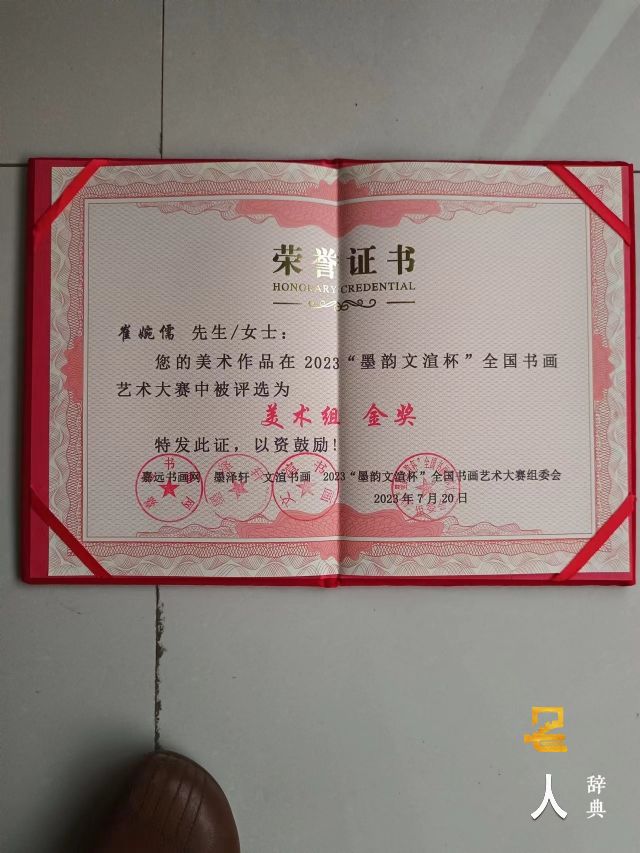 荣誉证书
HONORARY CREDENTIAL
崔婉儒 先生/女士：
您的美术作品在2023“墨韵文渲杯”全国书画
艺术大赛中被评选为
美术组 金奖
特发此证，以资鼓励！
嘉远书画网 墨泽轩 文渲书画 2023“墨韵文渲杯”全国书画艺术大赛组委会
2023年7月20日
人
辞典